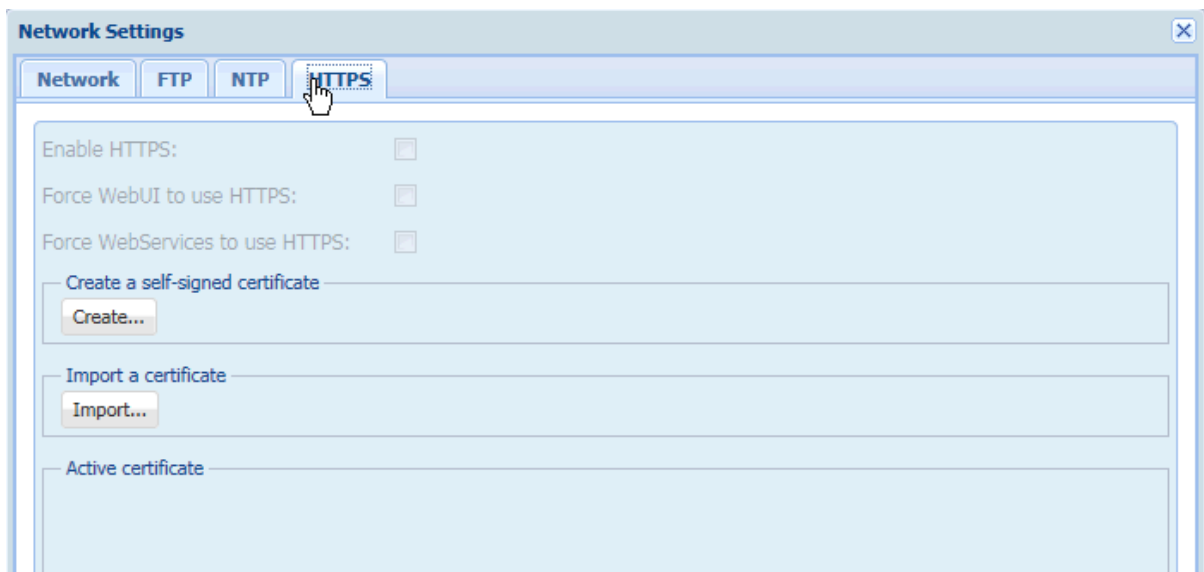 Network Settings
Network FTP NTP HTTPS
Enable HTTPS:
Force WebUI to use HTTPS:
Force WebServices to use HTTPS:
Create a self-signed certificate
Create...
Import a certificate
Import...
Active certificate